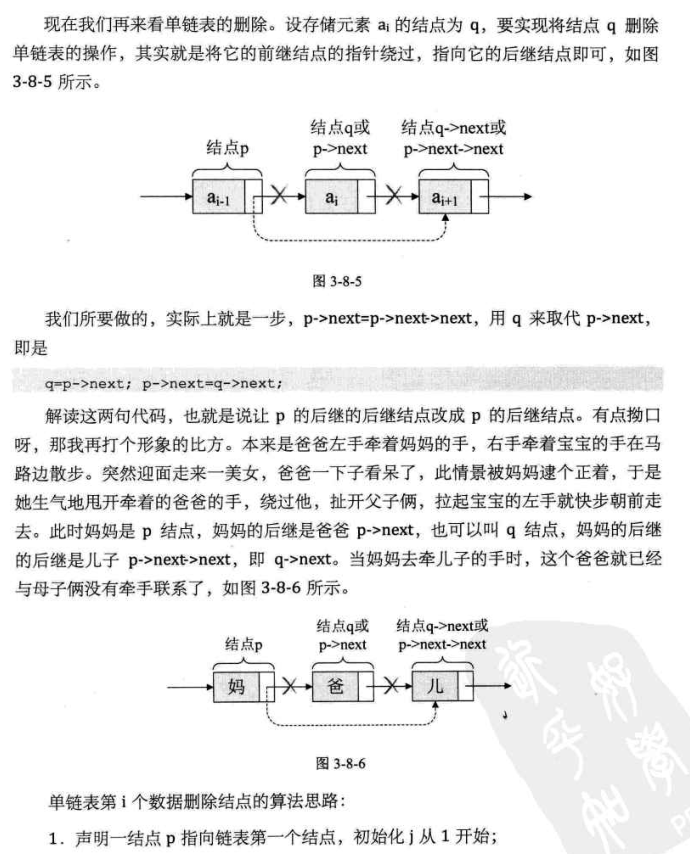 现在我们再来看单链表的删除。设存储元素 aᵢ 的结点为 q，要实现将结点 q 删除
单链表的操作，其实就是将它的前继结点的指针绕过，指向它的后继结点即可，如图
3-8-5 所示。
结点p
结点q或
p->next
结点q->next或
p->next->next
aᵢ₋₁
aᵢ
aᵢ₊₁
图 3-8-5
我们所要做的，实际上就是一步，p->next=p->next->next，用 q 来取代 p->next，
即是
q=p->next; p->next=q->next;
解读这两句代码，也就是说让 p 的后继的后继结点改成 p 的后继结点。有点拗口
呀，那我再打个形象的比方。本来是爸爸左手牵着妈妈的手，右手牵着宝宝的手在马
路边散步。突然迎面走来一美女，爸爸一下子看呆了，此情景被妈妈逮个正着，于是
她生气地甩开牵着的爸爸的手，绕过他，扯开父子俩，拉起宝宝的左手就快步朝前走
去。此时妈妈是 p 结点，妈妈的后继是爸爸 p->next，也可以叫 q 结点，妈妈的后继
的后继是儿子 p->next->next，即 q->next。当妈妈去牵儿子的手时，这个爸爸就已经
与母子俩没有牵手联系了，如图 3-8-6 所示。
结点p
结点q或
p->next
结点q->next或
p->next->next
妈
爸
儿
图 3-8-6
单链表第 i 个数据删除结点的算法思路：
1．声明一结点 p 指向链表第一个结点，初始化 j 从 1 开始；